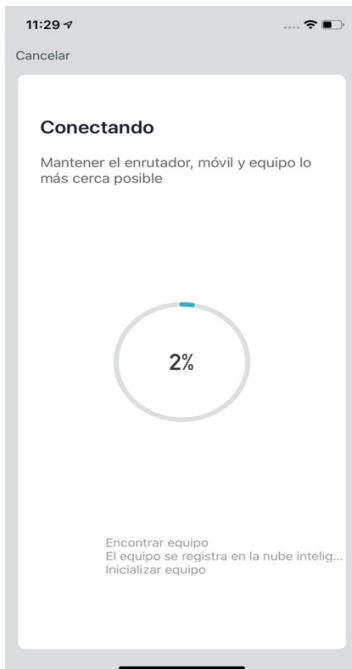 11:29
Cancelar
Conectando
Mantener el enrutador, móvil y equipo lo
más cerca posible
2%
Encontrar equipo
El equipo se registra en la nube intelig...
Inicializar equipo